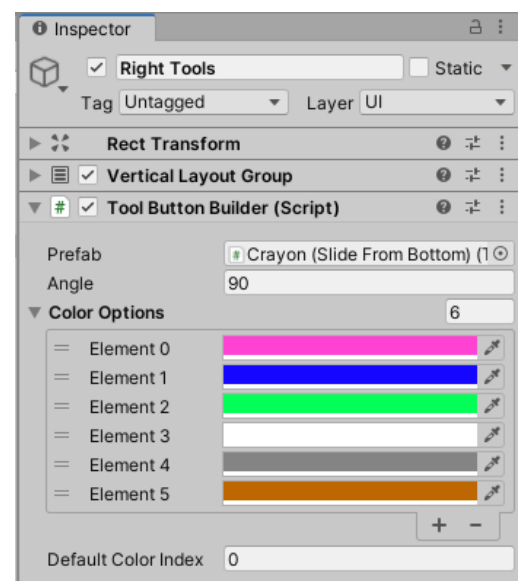 Inspector
Right Tools Static
Tag Untagged Layer UI
Rect Transform
Vertical Layout Group
# Tool Button Builder (Script)
Prefab # Crayon (Slide From Bottom) (T
Angle 90
Color Options 6
= Element 0
= Element 1
= Element 2
= Element 3
= Element 4
= Element 5
+ -
Default Color Index 0